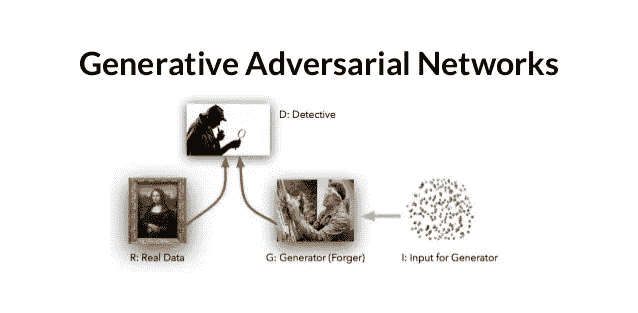 Generative Adversarial Networks
D: Detective
R: Real Data
G: Generator (Forger)
I: Input for Generator